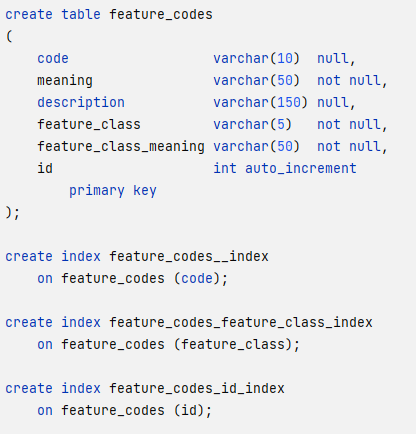 create table feature_codes
(
    code                  varchar(10)  null,
    meaning               varchar(50)  not null,
    description           varchar(150) null,
    feature_class         varchar(5)   not null,
    feature_class_meaning varchar(50)  not null,
    id                    int auto_increment
        primary key
);
create index feature_codes__index
    on feature_codes (code);
create index feature_codes_feature_class_index
    on feature_codes (feature_class);
create index feature_codes_id_index
    on feature_codes (id);